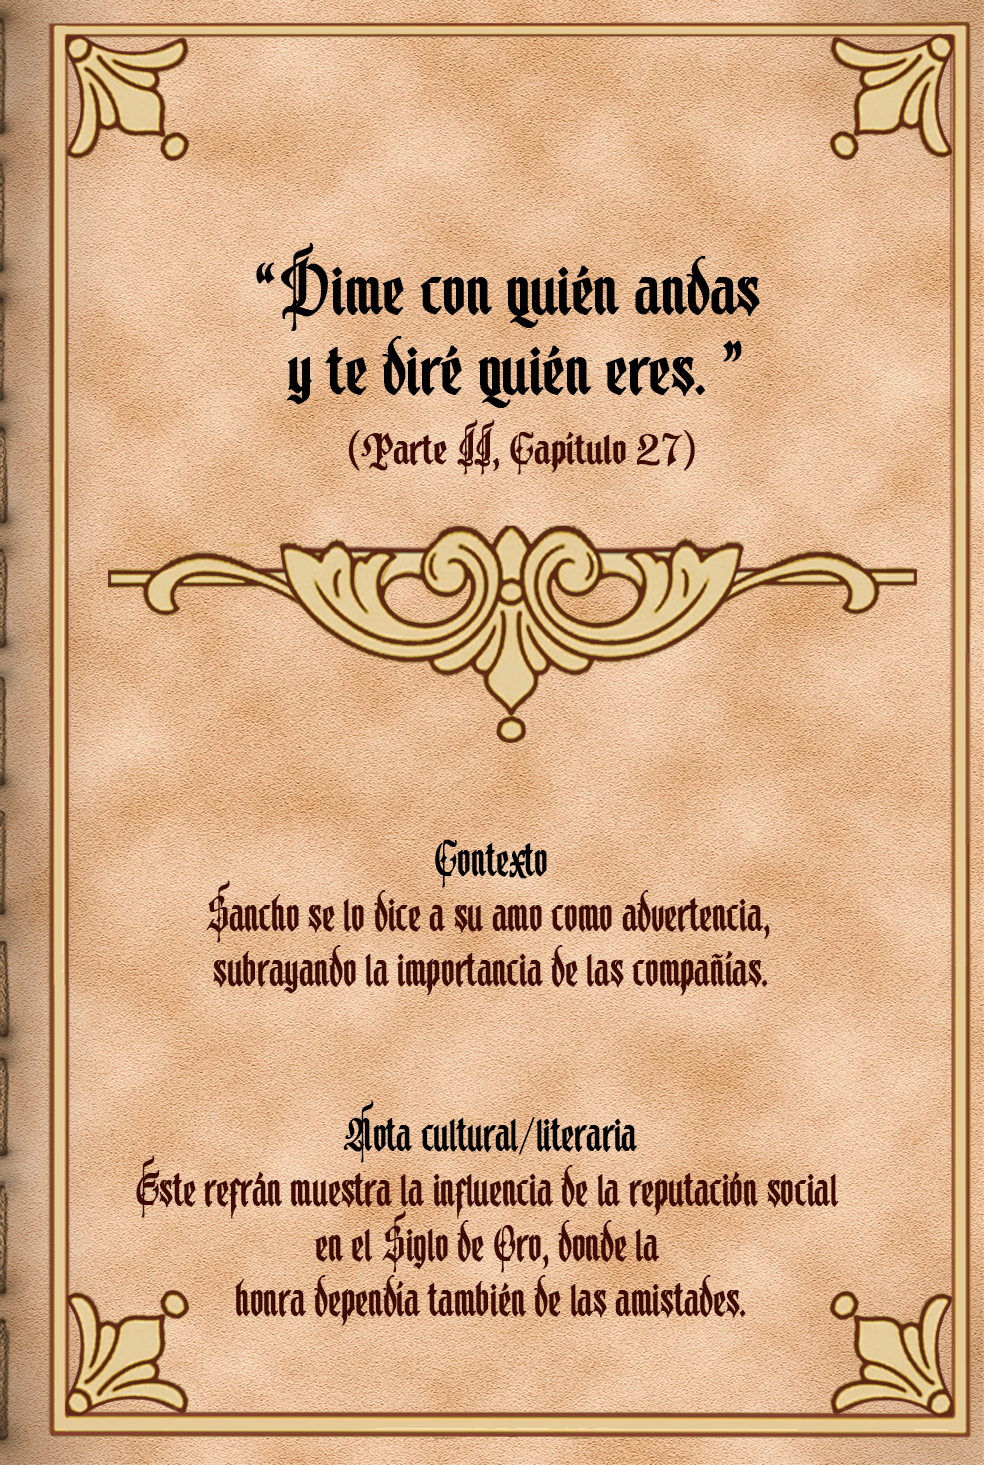 “Dime con quién andas
y te diré quién eres. ”
(Parte II, Capítulo 27)
Contexto
Sancho se lo dice a su amo como advertencia,
subrayando la importancia de las compañías.
Nota cultural/literaria
Este refrán muestra la influencia de la reputación social
en el Siglo de Oro, donde la
honra dependía también de las amistades.